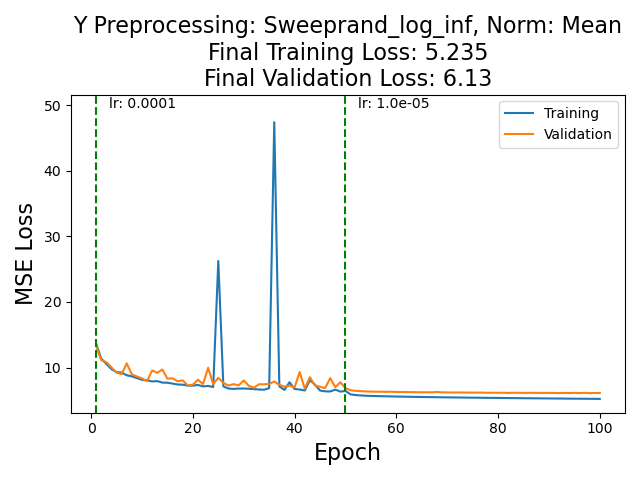 Y Preprocessing: Sweeprand_log_inf, Norm: Mean
Final Training Loss: 5.235
Final Validation Loss: 6.13
lr: 0.0001
lr: 1.0e-05
Training
Validation
50
40
30
20
10
MSE Loss
0
20
40
60
80
100
Epoch